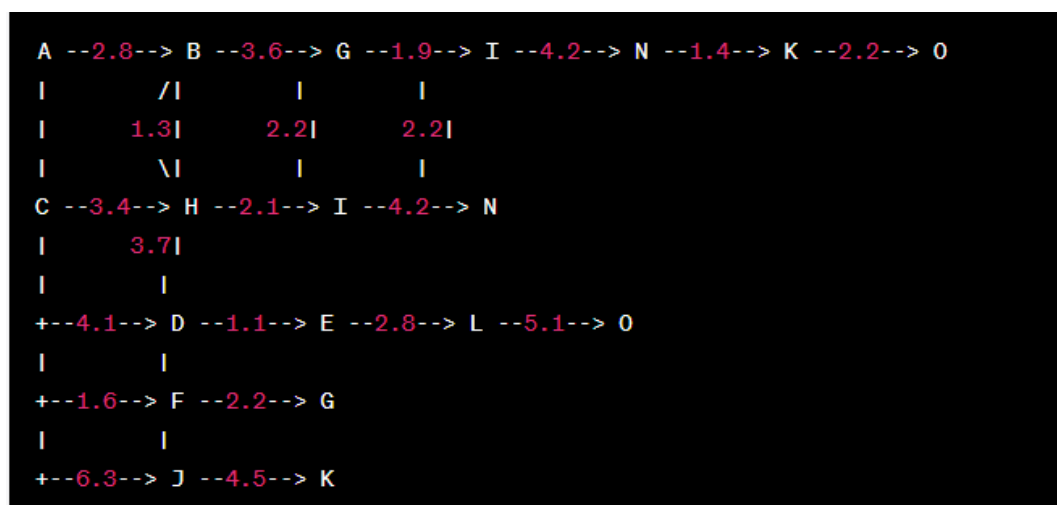 A --2.8--> B --3.6--> G --1.9--> I --4.2--> N --1.4--> K --2.2--> O
|       /|        |       |
|      1.3|      2.2|      2.2|
|       \|        |       |
C --3.4--> H --2.1--> I --4.2--> N
|      3.7|
|        |
+--4.1--> D --1.1--> E --2.8--> L --5.1--> O
|        |
+--1.6--> F --2.2--> G
|        |
+--6.3--> J --4.5--> K